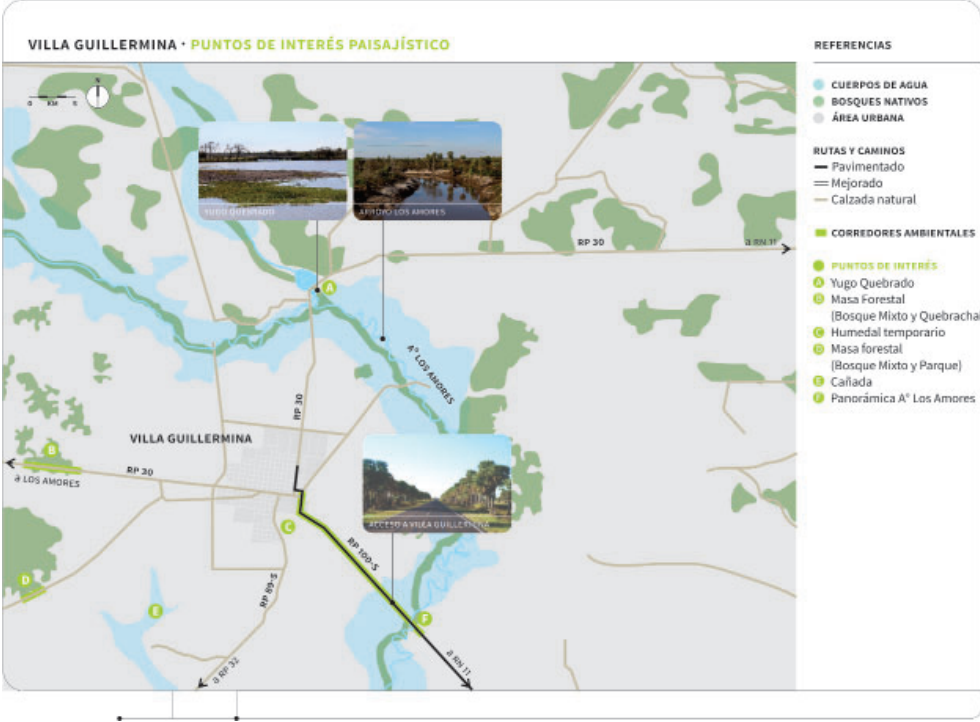 VILLA GUILLERMINA · PUNTOS DE INTERÉS PAISAJÍSTICO
REFERENCIAS
CUERPOS DE AGUA
BOSQUES NATIVOS
ÁREA URBANA
RUTAS Y CAMINOS
Pavimentado
Mejorado
Calzada natural
CORREDORES AMBIENTALES
PUNTOS DE INTERÉS
A Yugo Quebrado
B Masa Forestal
(Bosque Mixto y Quebracha
C Humedal temporario
D Masa forestal
(Bosque Mixto y Parque)
E Cañada
F Panorámica A° Los Amores
N
0 KM 5
YUGO QUEBRADO
ARROYO LOS AMORES
RP 30
a RN 11
A
A° LOS AMORES
RP 30
VILLA GUILLERMINA
B
RP 30
a LOS AMORES
ACCESO A VILLA GUILLERMINA
C
RP 100-S
D
RP 89-S
E
F
a RP 32
a RN 11